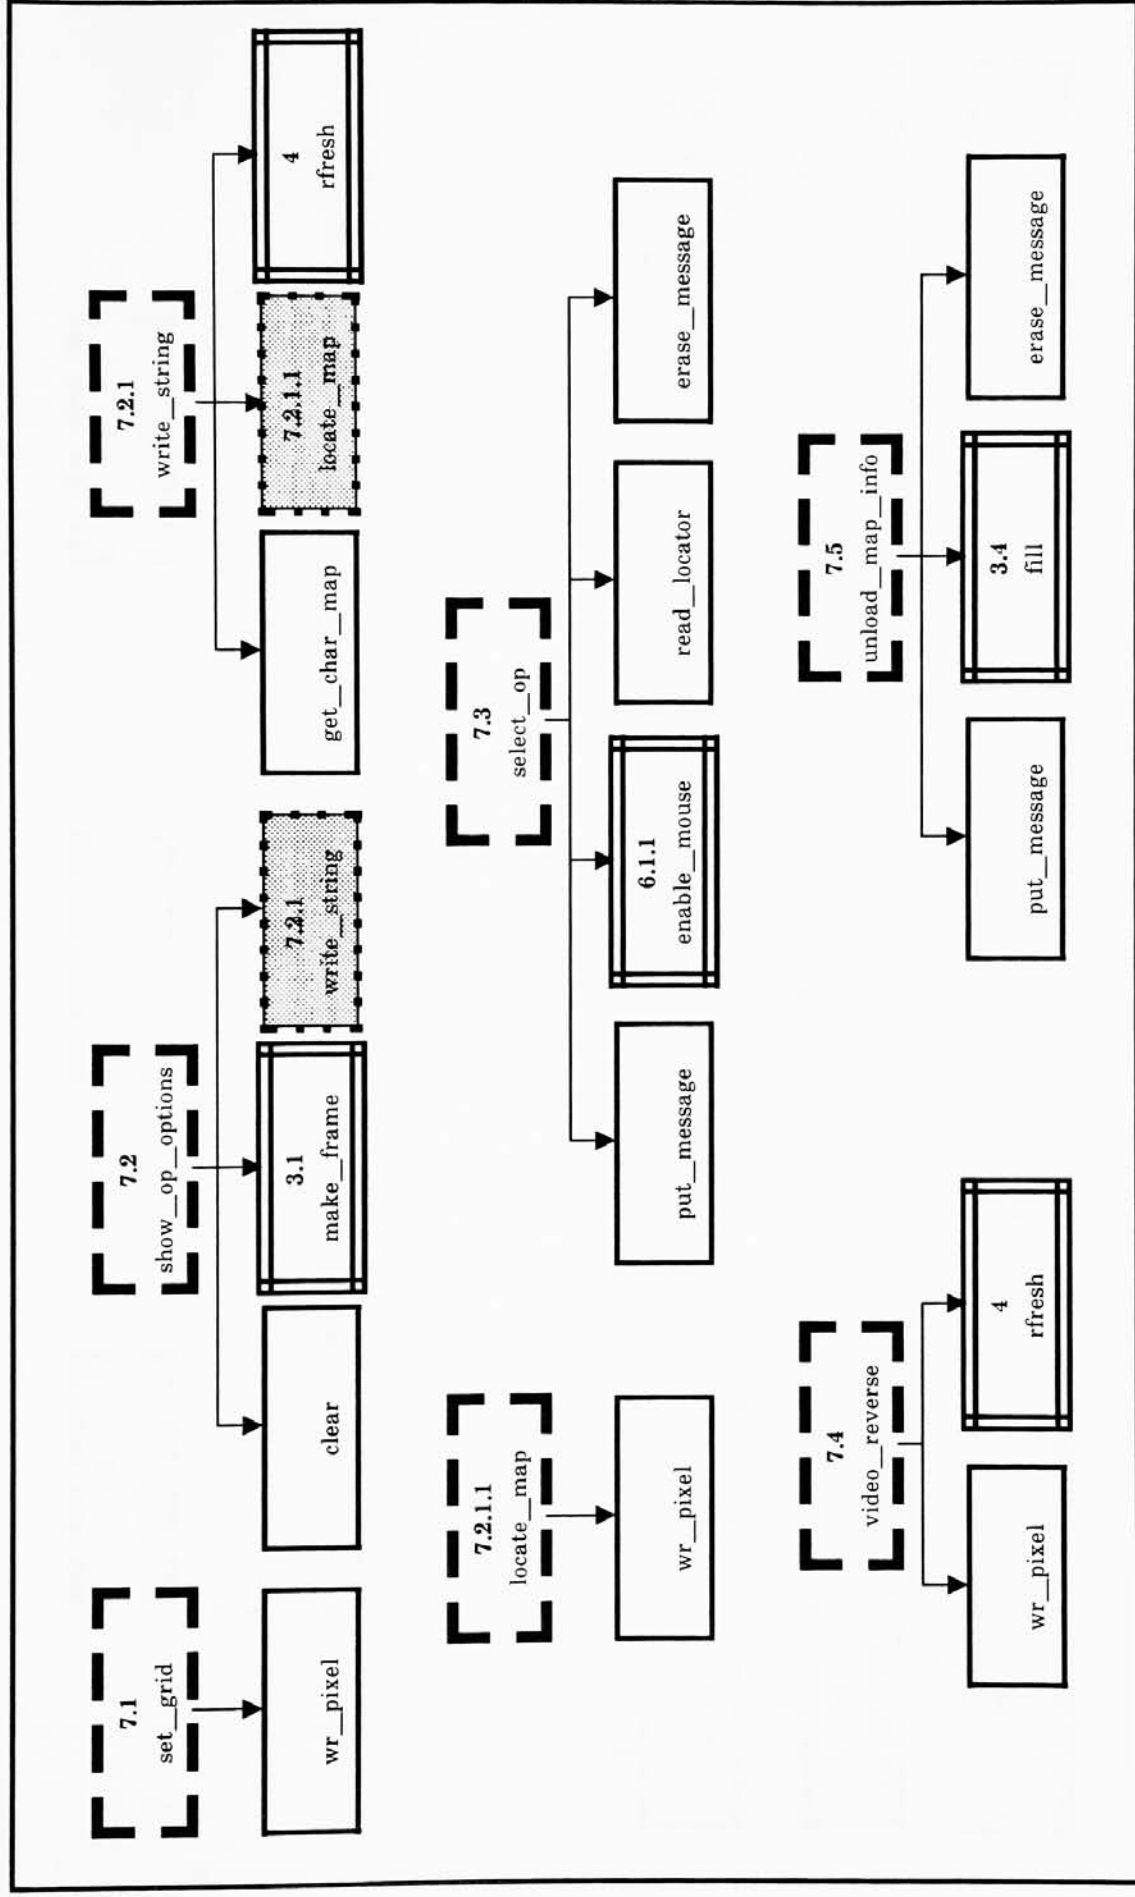 7.1
set__grid
wr__pixel
7.2
show__op__options
clear
3.1
make__frame
7.2.1
write__string
7.2.1
write__string
get__char__map
7.2.1.1
locate__map
4
rfresh
7.2.1.1
locate__map
wr__pixel
7.3
select__op
put__message
6.1.1
enable__mouse
read__locator
erase__message
7.4
video__reverse
wr__pixel
4
rfresh
7.5
unload__map__info
put__message
3.4
fill
erase__message